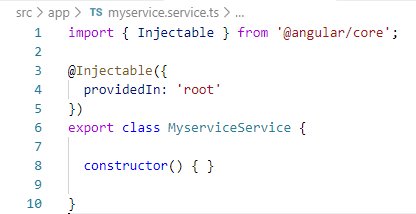 src > app > TS myservice.service.ts > ...
1 import { Injectable } from '@angular/core';
2
3 @Injectable({
4   providedIn: 'root'
5 })
6 export class MyserviceService {
7
8   constructor() { }
9
10 }